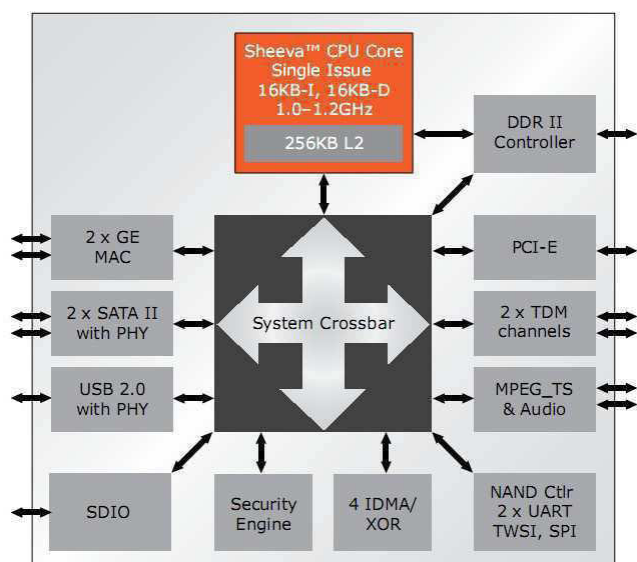 Sheeva™ CPU Core
Single Issue
16KB-I, 16KB-D
1.0–1.2GHz
256KB L2
DDR II
Controller
2 x GE
MAC
PCI-E
2 x SATA II
with PHY
System Crossbar
2 x TDM
channels
USB 2.0
with PHY
MPEG_TS
& Audio
SDIO
Security
Engine
4 IDMA/
XOR
NAND Ctlr
2 x UART
TWSI, SPI